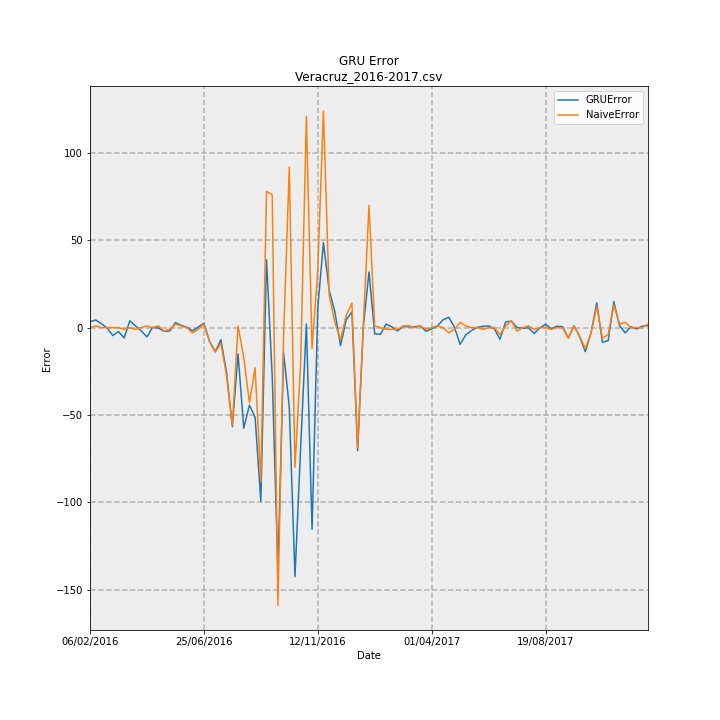 GRU Error
Veracruz_2016-2017.csv
GRUError
NaiveError
100
50
0
−50
−100
−150
Error
06/02/2016
25/06/2016
12/11/2016
01/04/2017
19/08/2017
Date